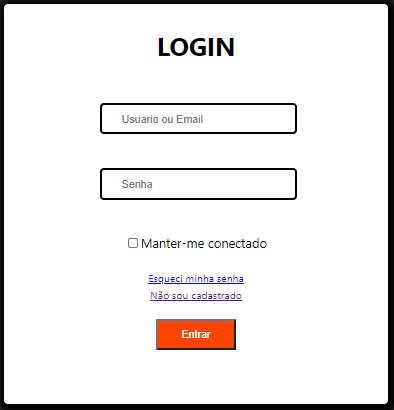 LOGIN
Usuario ou Email
Senha
Manter-me conectado
Esqueci minha senha
Não sou cadastrado
Entrar